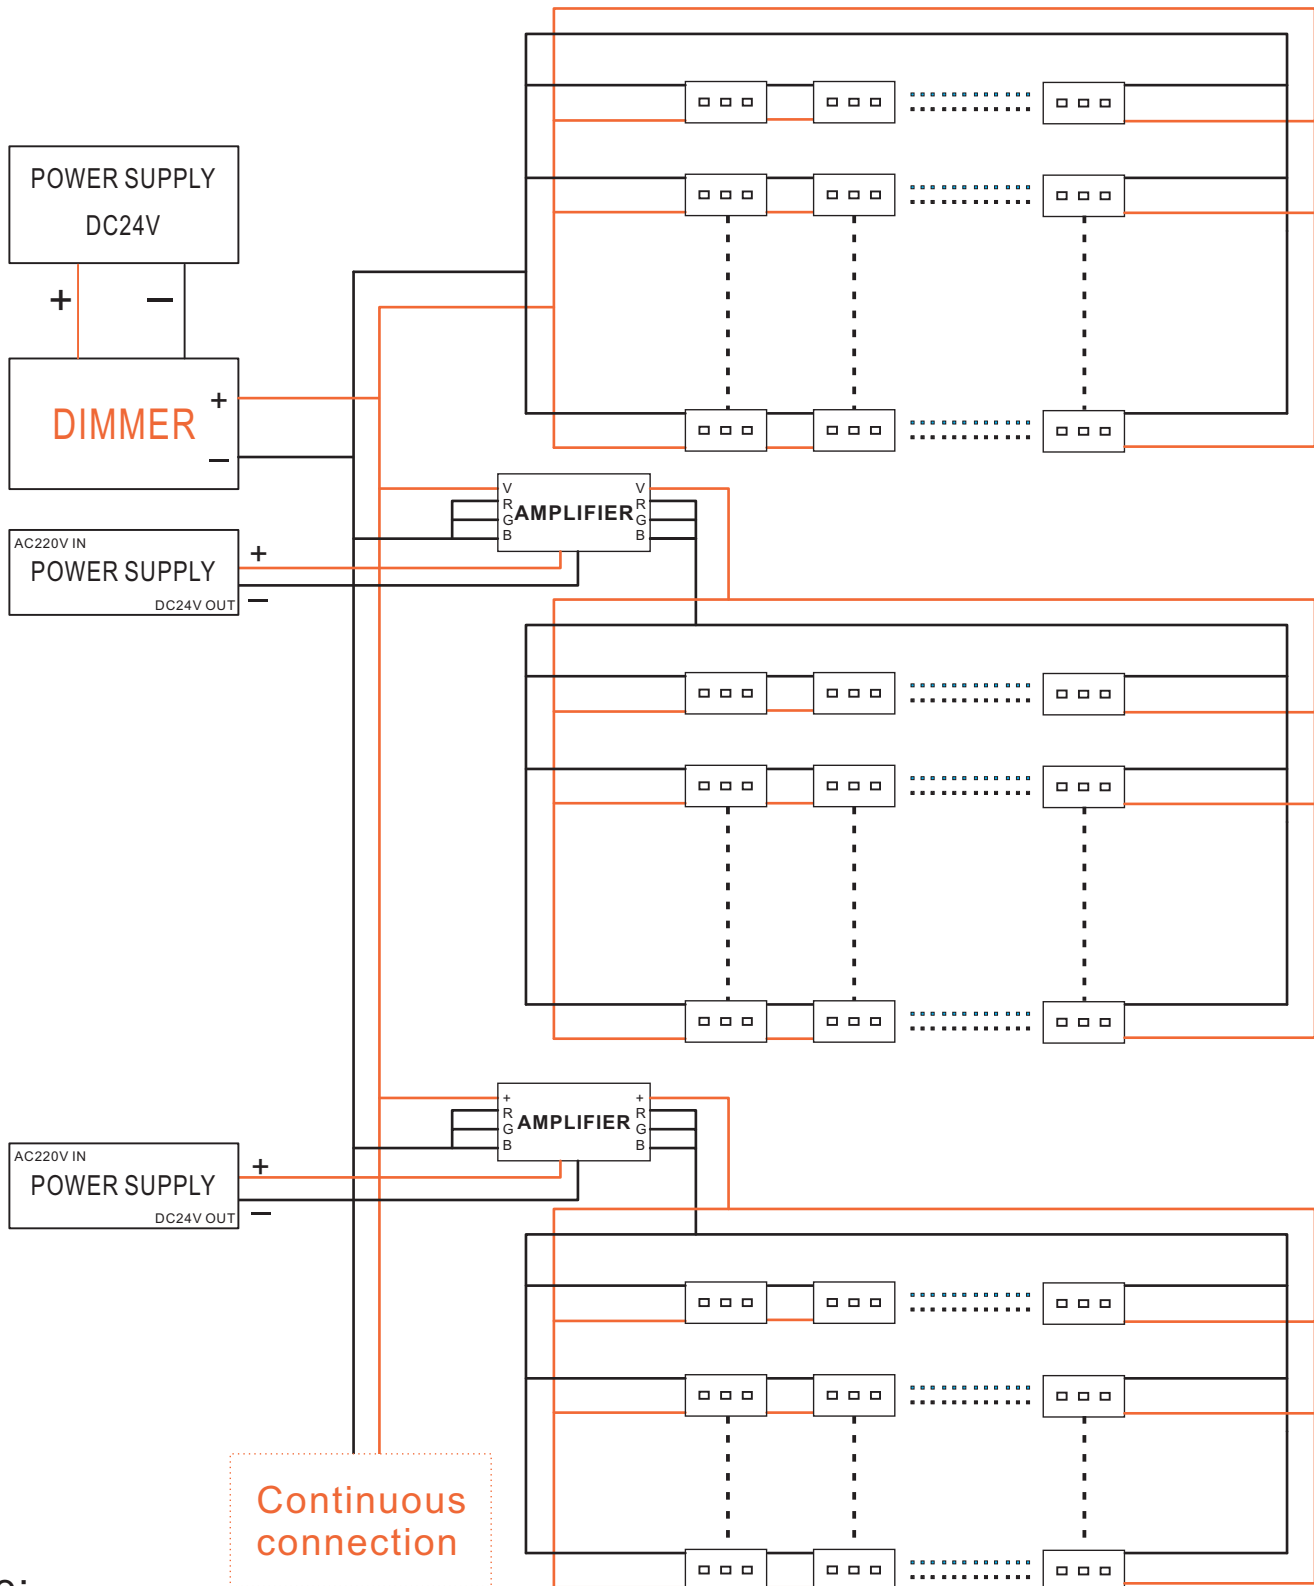 POWER SUPPLY
DC24V
+ —
DIMMER
+
—
V V
R R
AMPLIFIER
G G
B B
AC220V IN
POWER SUPPLY
DC24V OUT
+
—
+ +
R R
AMPLIFIER
G G
B B
AC220V IN
POWER SUPPLY
DC24V OUT
+
—
Continuous
connection